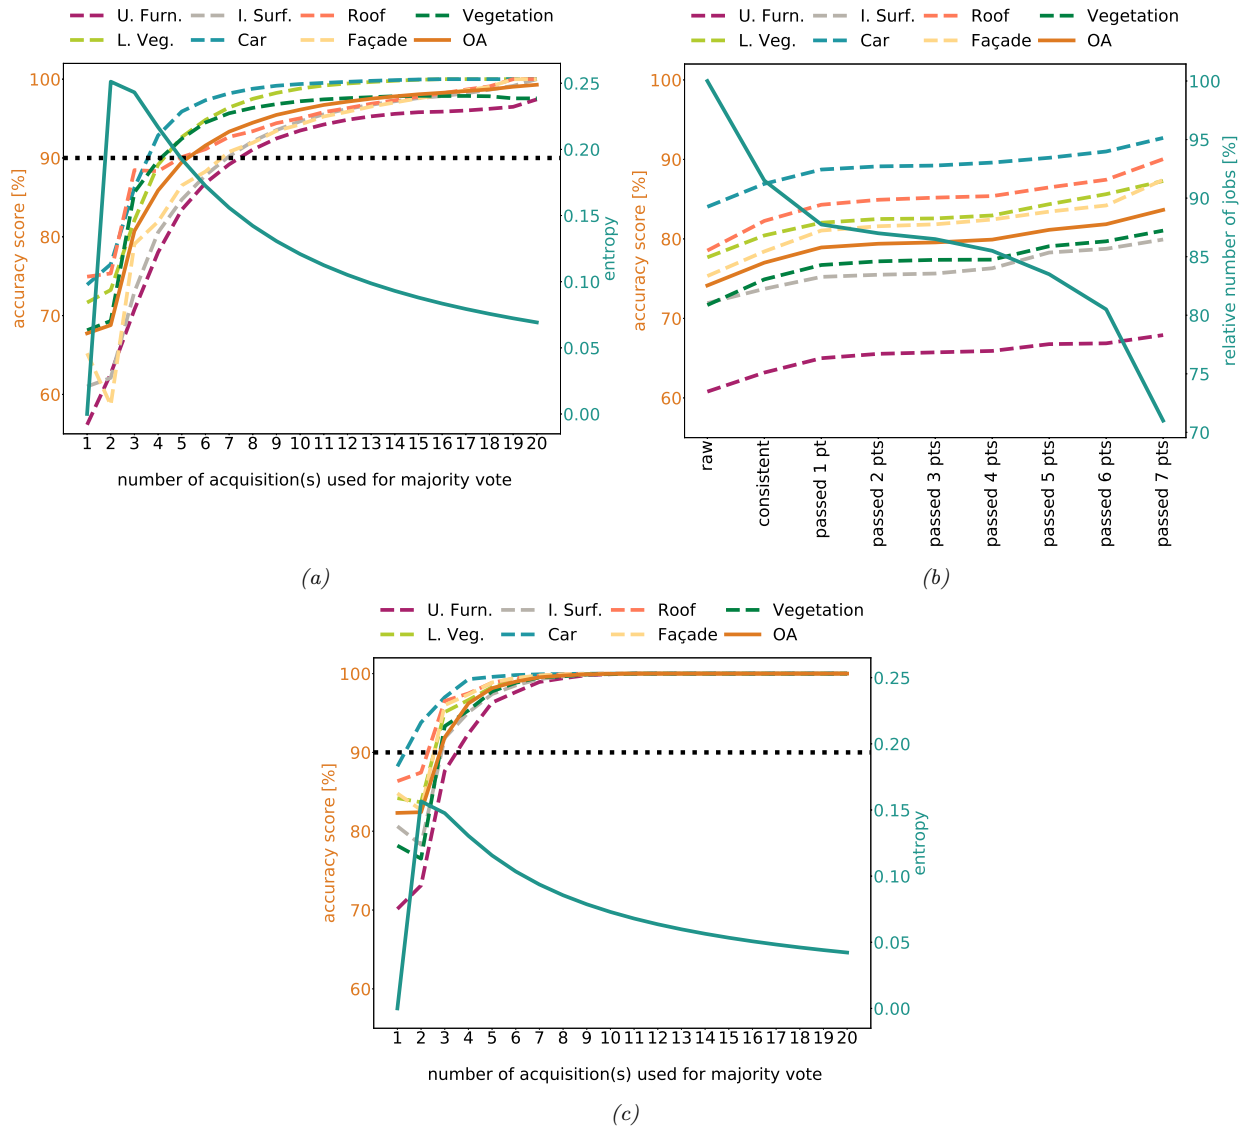 U. Furn. I. Surf. Roof Vegetation
L. Veg. Car Façade OA
accuracy score [%]
100
90
80
70
60
entropy
0.25
0.20
0.15
0.10
0.05
0.00
1 2 3 4 5 6 7 8 9 10 11 12 13 14 15 16 17 18 19 20
number of acquisition(s) used for majority vote
(a)
U. Furn. I. Surf. Roof Vegetation
L. Veg. Car Façade OA
accuracy score [%]
100
90
80
70
60
relative number of jobs [%]
100
95
90
85
80
75
70
raw
consistent
passed 1 pt
passed 2 pts
passed 3 pts
passed 4 pts
passed 5 pts
passed 6 pts
passed 7 pts
(b)
U. Furn. I. Surf. Roof Vegetation
L. Veg. Car Façade OA
accuracy score [%]
100
90
80
70
60
entropy
0.25
0.20
0.15
0.10
0.05
0.00
1 2 3 4 5 6 7 8 9 10 11 12 13 14 15 16 17 18 19 20
number of acquisition(s) used for majority vote
(c)